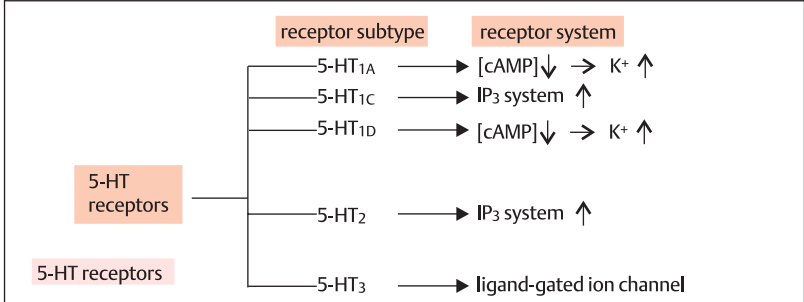 receptor subtype receptor system
5-HT1A [cAMP]↓ → K+ ↑
5-HT1C IP3 system ↑
5-HT1D [cAMP]↓ → K+ ↑
5-HT
receptors
5-HT2 IP3 system ↑
5-HT receptors
5-HT3 ligand-gated ion channel